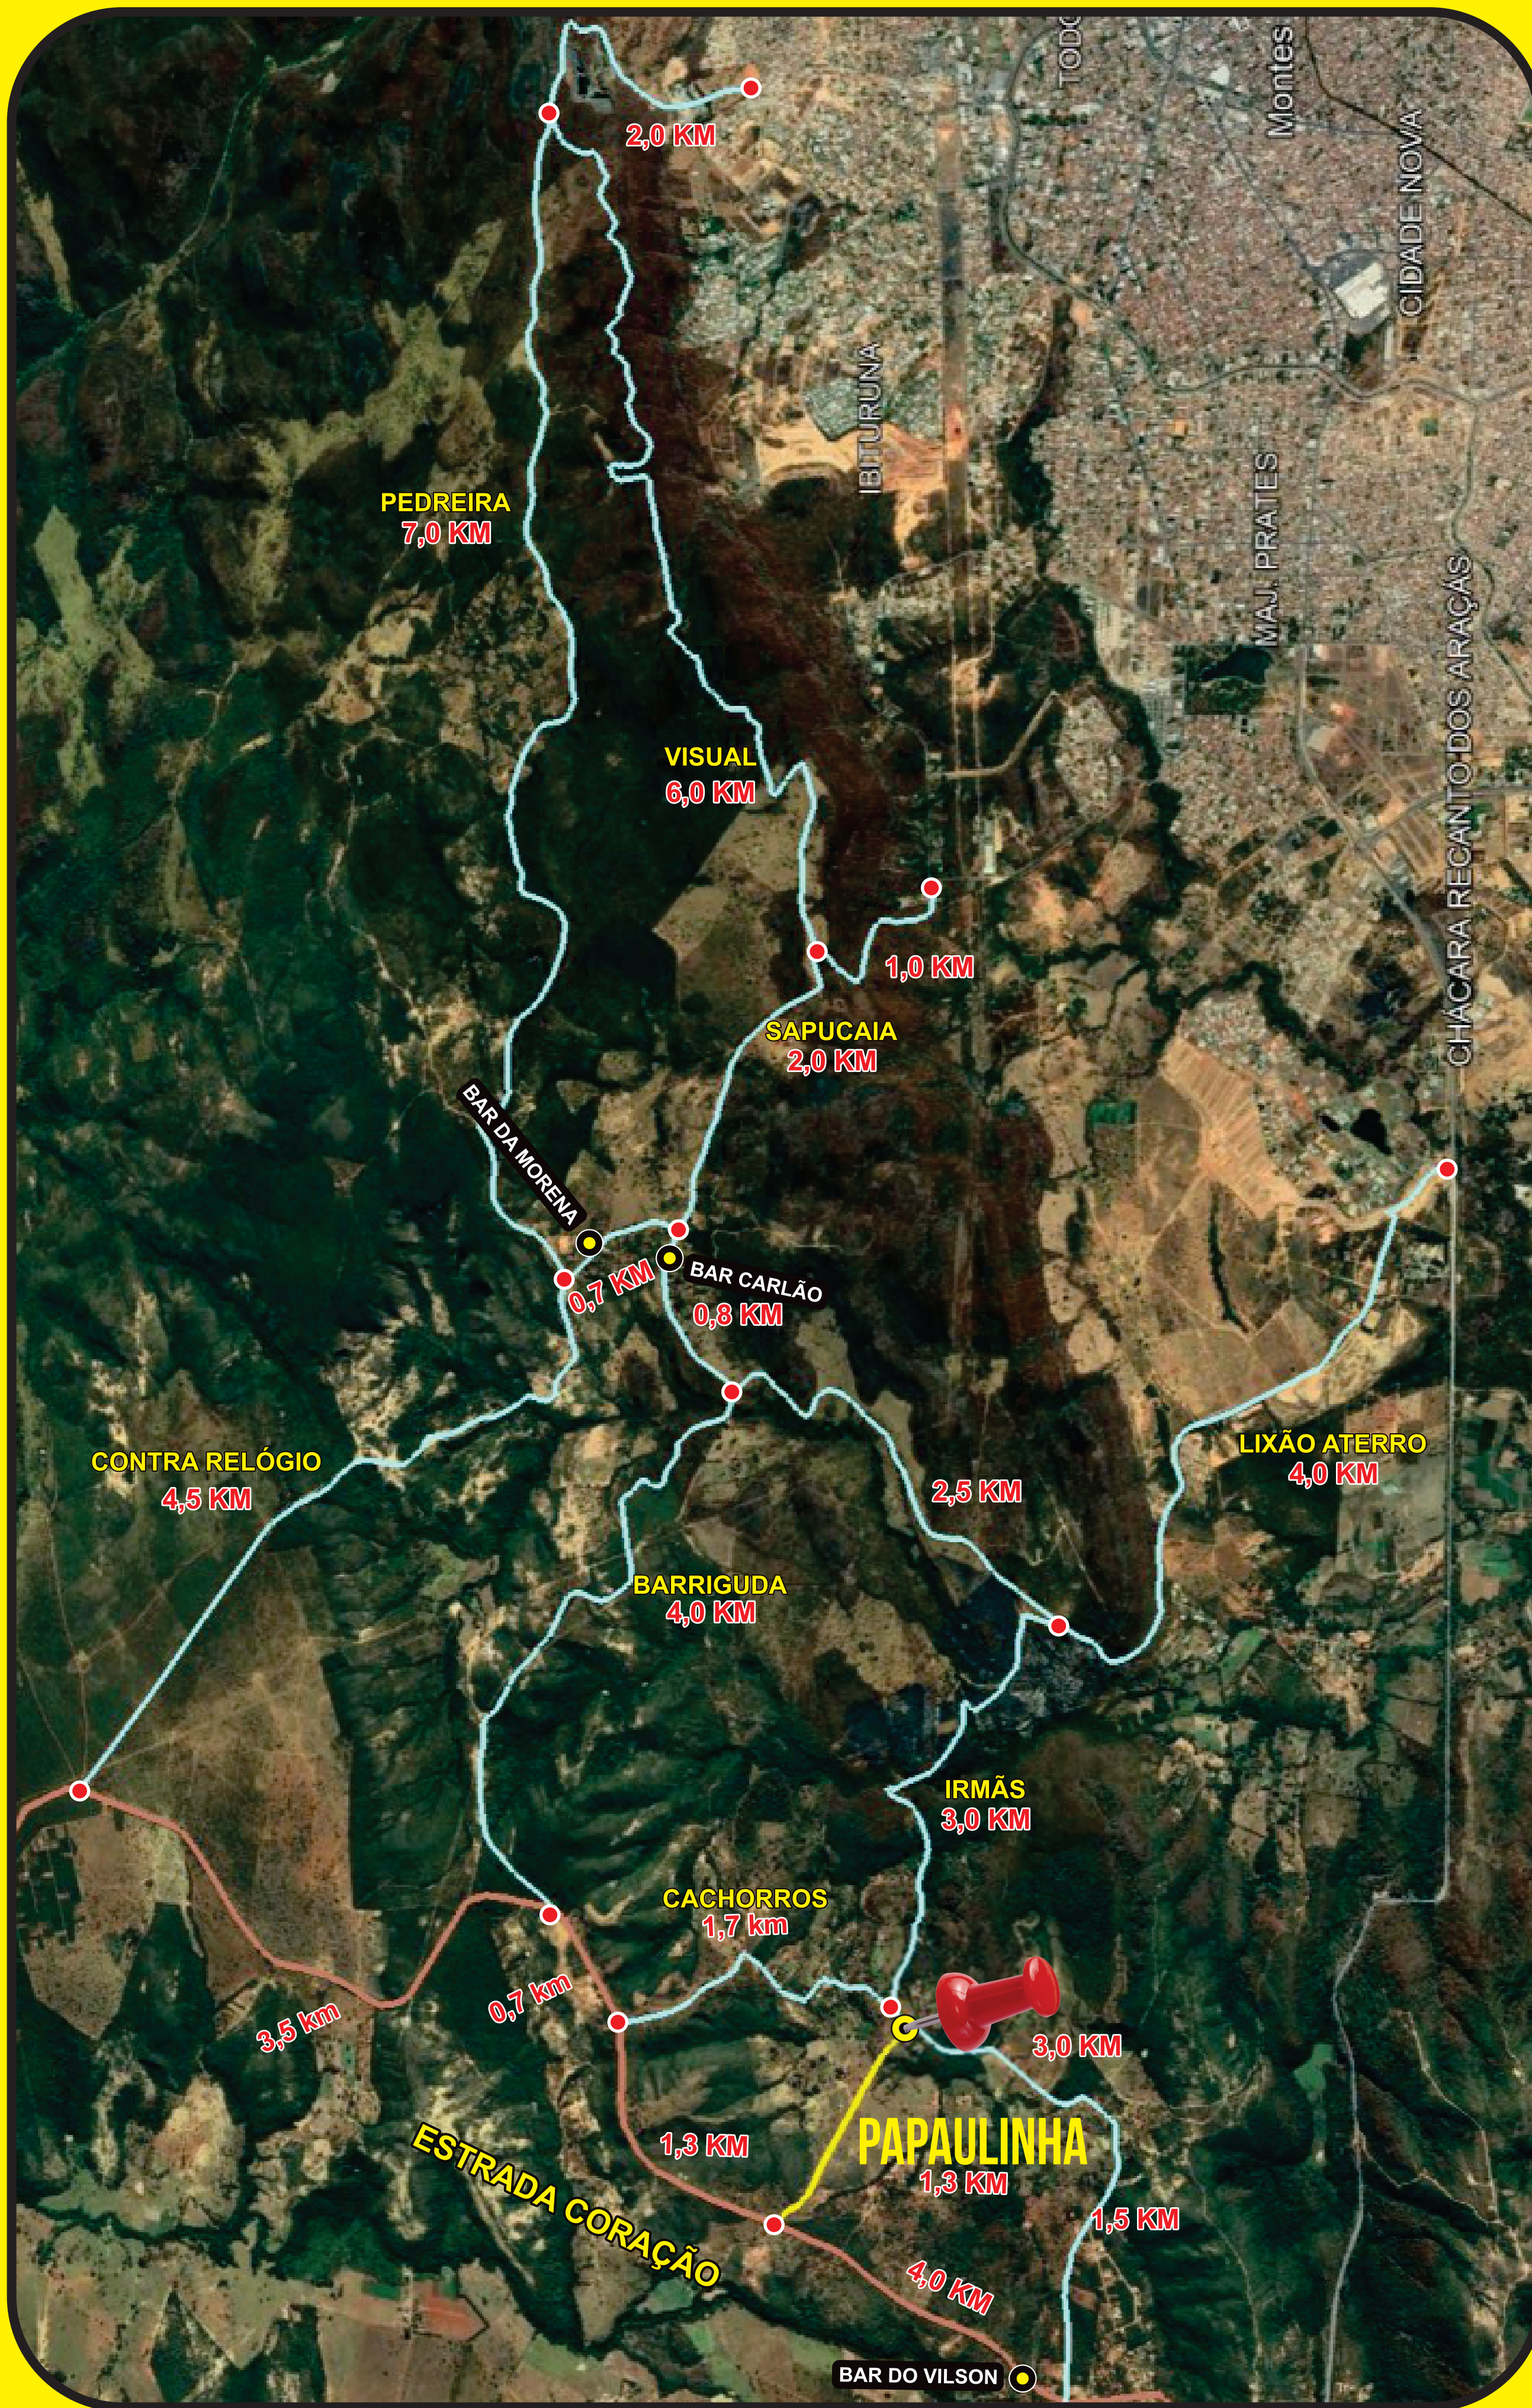 TODO
Montes
2,0 KM
CIDADE NOVA
IBITURUNA
PEDREIRA
7,0 KM
MAJ. PRATES
CHÁCARA RECANTO DOS ARAÇÁS
VISUAL
6,0 KM
1,0 KM
SAPUCAIA
2,0 KM
BAR DA MORENA
0,7 KM
BAR CARLÃO
0,8 KM
CONTRA RELÓGIO
4,5 KM
LIXÃO ATERRO
4,0 KM
2,5 KM
BARRIGUDA
4,0 KM
IRMÃS
3,0 KM
CACHORROS
1,7 km
0,7 km
3,5 km
3,0 KM
PAPAULINHA
1,3 KM
1,3 KM
1,5 KM
ESTRADA CORAÇÃO
4,0 KM
BAR DO VILSON